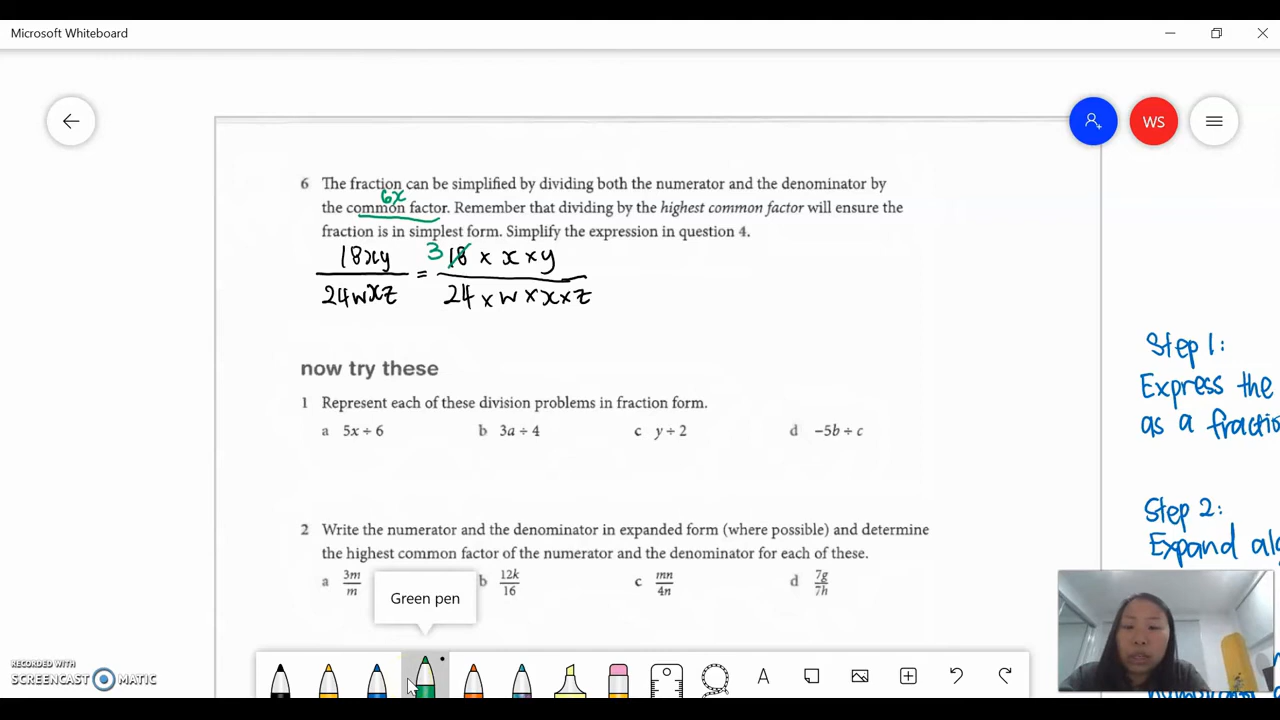 Microsoft Whiteboard
WS
6 The fraction can be simplified by dividing both the numerator and the denominator by
6x
the common factor. Remember that dividing by the highest common factor will ensure the
fraction is in simplest form. Simplify the expression in question 4.
18xy / 24wxz = 3 18 × x × y / 24 × w × x × z
now try these
1 Represent each of these division problems in fraction form.
a 5x ÷ 6 b 3a ÷ 4 c y ÷ 2 d −5b ÷ c
2 Write the numerator and the denominator in expanded form (where possible) and determine
the highest common factor of the numerator and the denominator for each of these.
a 3m/m b 12k/16 c mn/4n d 7g/7h
Green pen
Step 1:
Express the
as a
Step 2:
Expand
RECORDED WITH
SCREENCAST MATIC
A